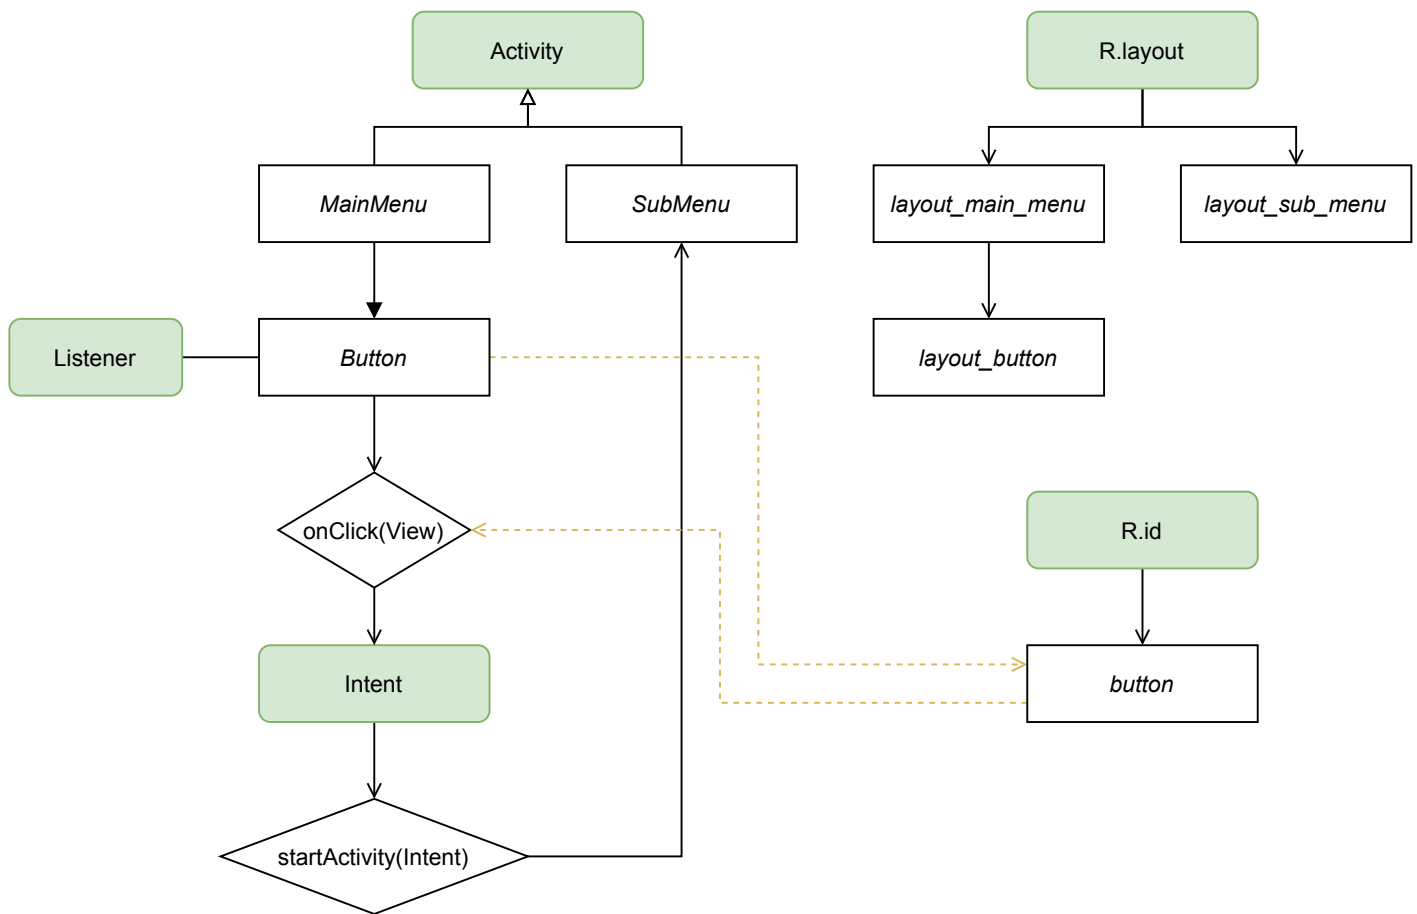 Activity
R.layout
MainMenu
SubMenu
layout_main_menu
layout_sub_menu
Listener
Button
layout_button
onClick(View)
R.id
Intent
button
startActivity(Intent)